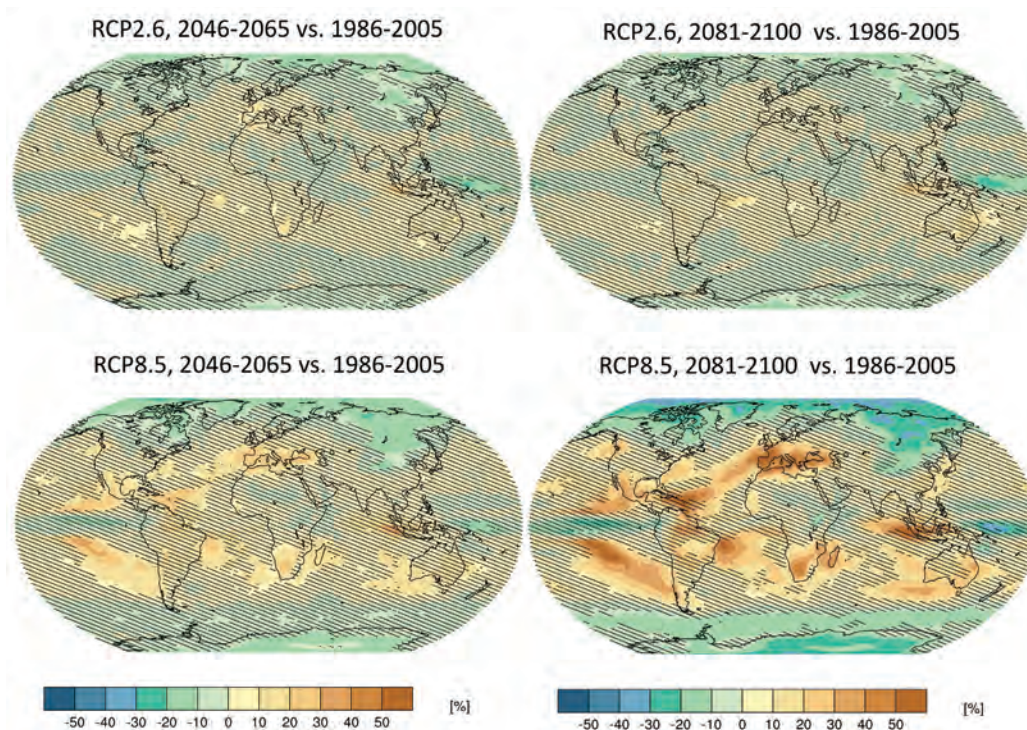 RCP2.6, 2046-2065 vs. 1986-2005
RCP2.6, 2081-2100 vs. 1986-2005
RCP8.5, 2046-2065 vs. 1986-2005
RCP8.5, 2081-2100 vs. 1986-2005
-50 -40 -30 -20 -10 0 10 20 30 40 50 [%]
-50 -40 -30 -20 -10 0 10 20 30 40 50 [%]